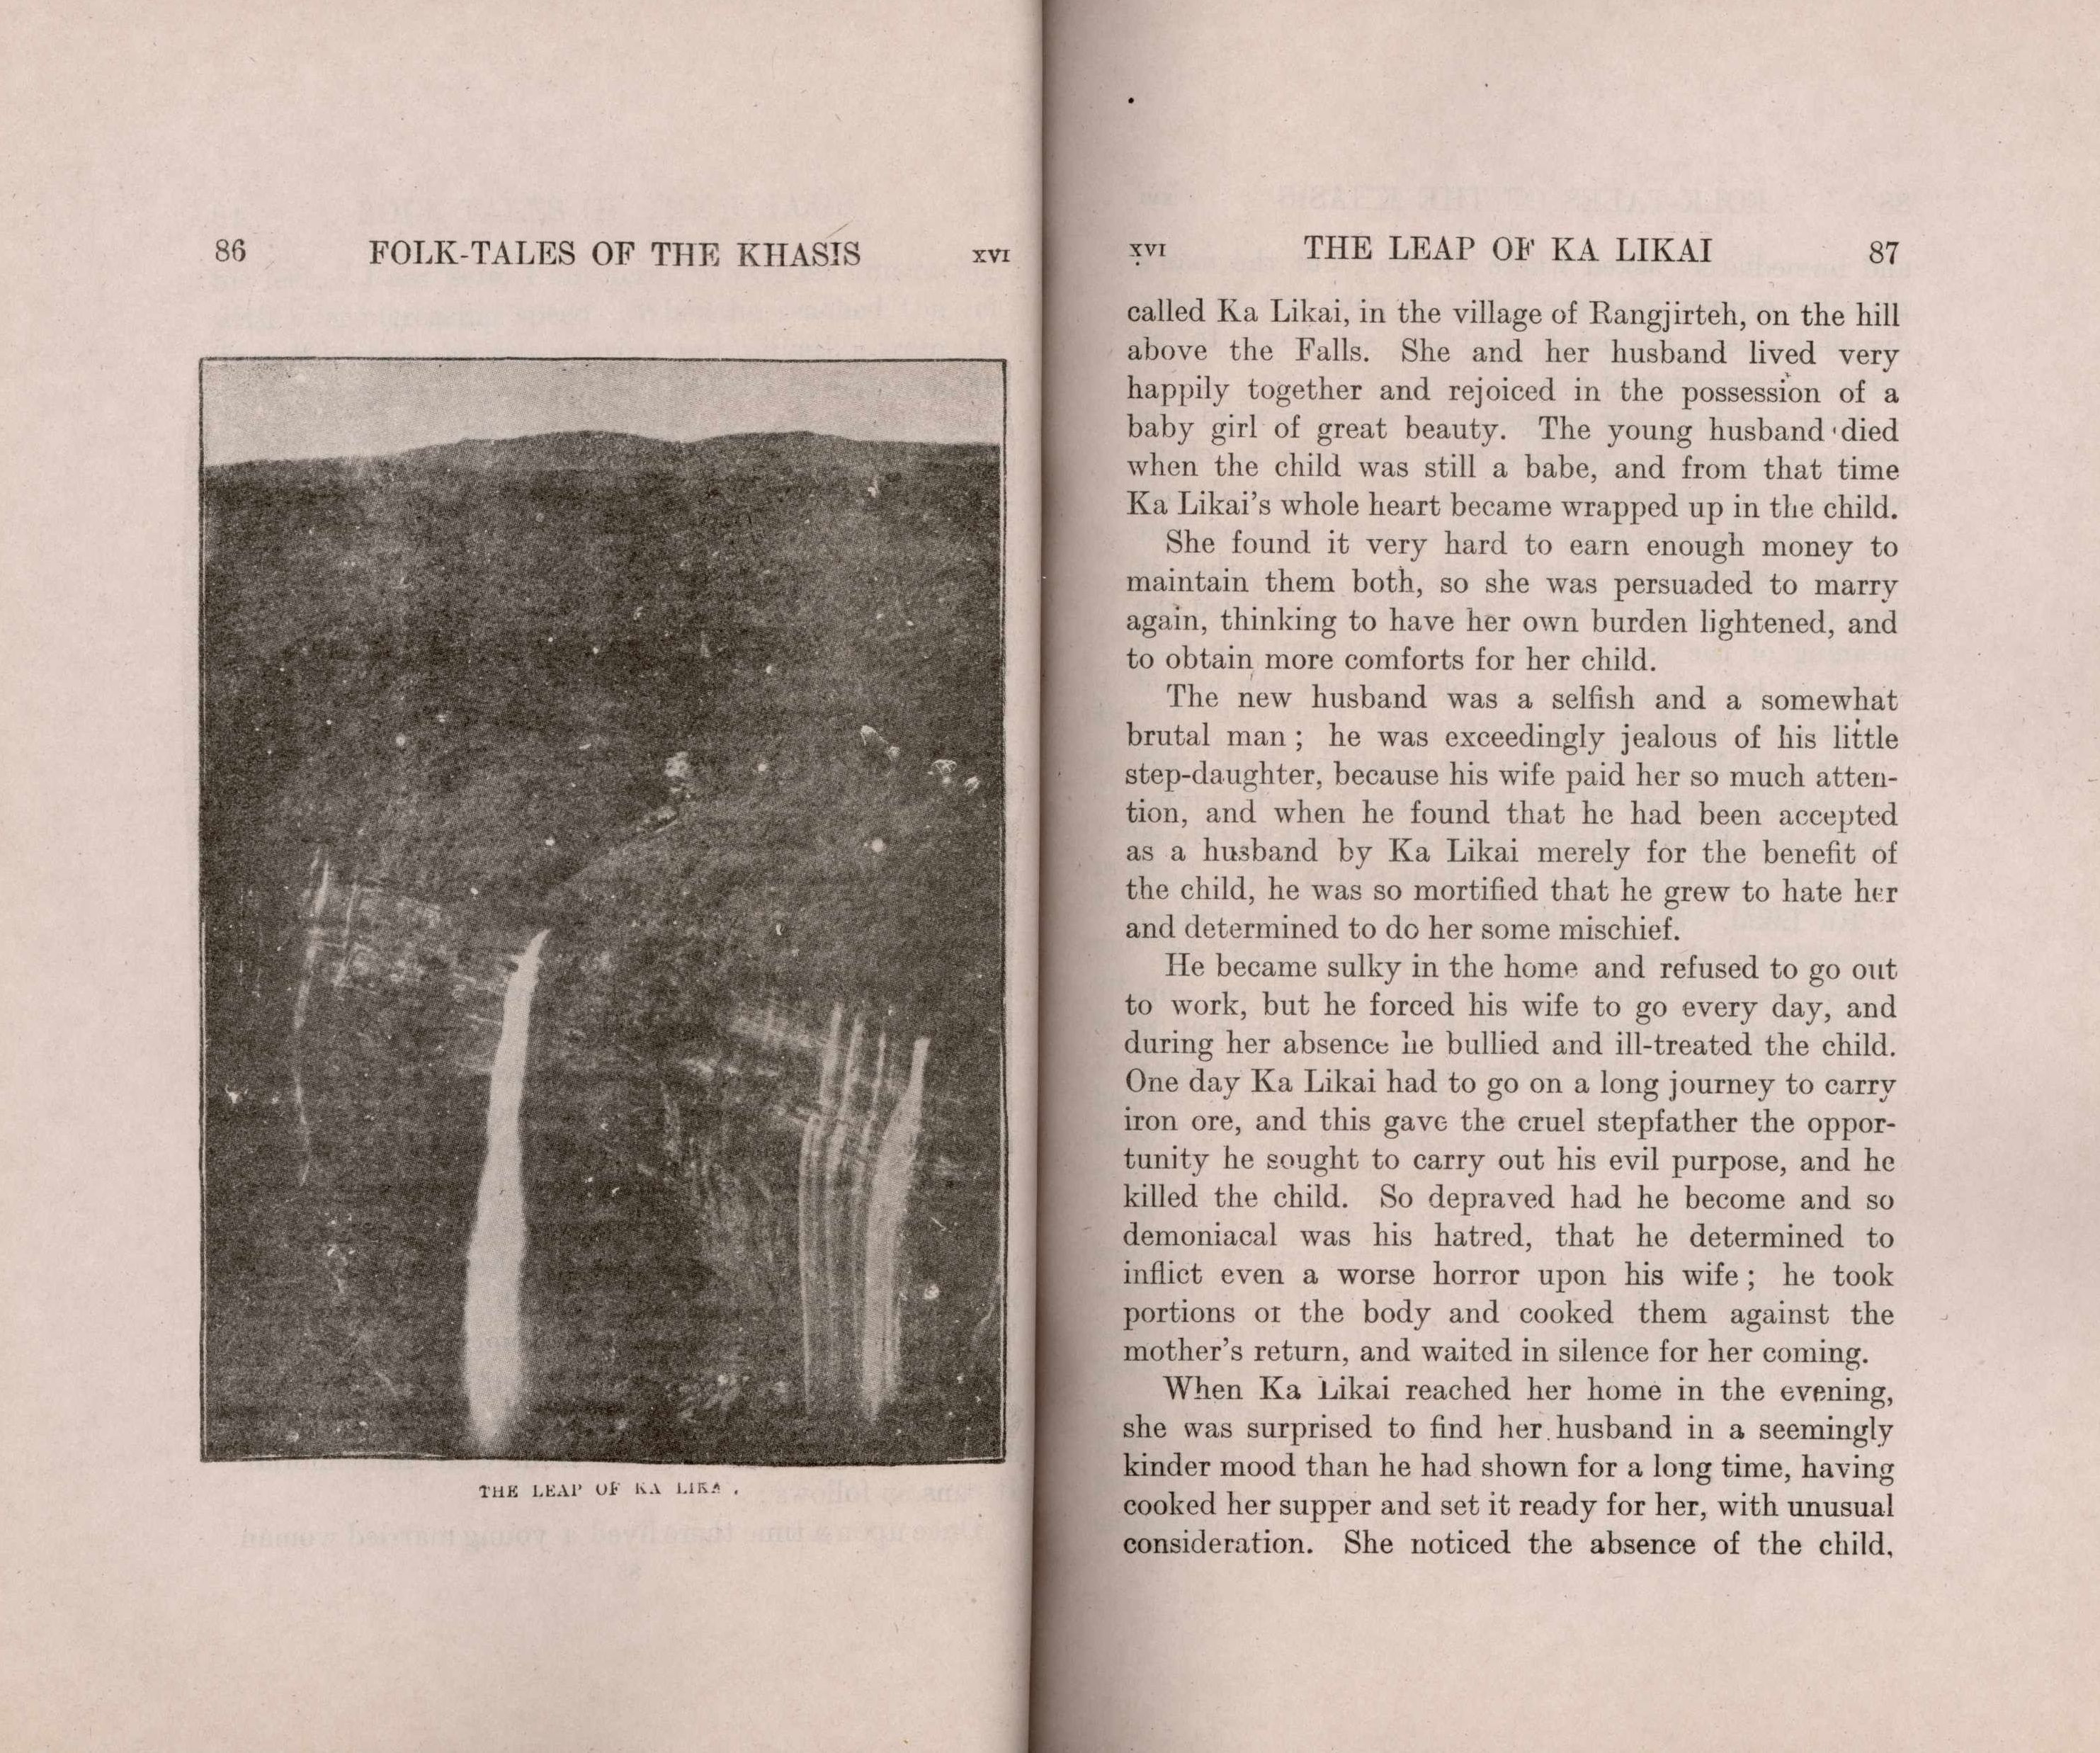 86 FOLK-TALES OF THE KHASIS XVI
THE LEAP OF KA
XVI THE LEAP OF KA LIKAI 87
called Ka Likai, in the village of Rangjirteh, on the hill
above the Falls. She and her husband lived very
happily together and rejoiced in the possession of a
baby girl of great beauty. The young husband died
when the child was still a babe, and from that time
Ka Likai's whole heart became wrapped up in the child.
She found it very hard to earn enough money to
maintain them both, so she was persuaded to marry
again, thinking to have her own burden lightened, and
to obtain more comforts for her child.
The new husband was a selfish and a somewhat
brutal man ; he was exceedingly jealous of his little
step-daughter, because his wife paid her so much atten-
tion, and when he found that he had been accepted
as a husband by Ka Likai merely for the benefit of
the child, he was so mortified that he grew to hate her
and determined to do her some mischief.
He became sulky in the home and refused to go out
to work, but he forced his wife to go every day, and
during her absence he bullied and ill-treated the child.
One day Ka Likai had to go on a long journey to carry
iron ore, and this gave the cruel stepfather the oppor-
tunity he sought to carry out his evil purpose, and he
killed the child. So depraved had he become and so
demoniacal was his hatred, that he determined to
inflict even a worse horror upon his wife ; he took
portions of the body and cooked them against the
mother's return, and waited in silence for her coming.
When Ka Likai reached her home in the evening,
she was surprised to find her husband in a seemingly
kinder mood than he had shown for a long time, having
cooked her supper and set it ready for her, with unusual
consideration. She noticed the absence of the child,